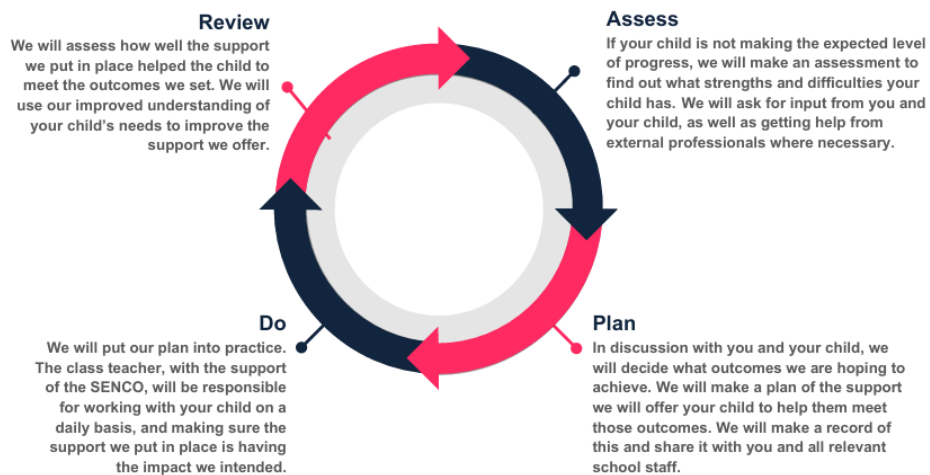 Review
We will assess how well the support
we put in place helped the child to
meet the outcomes we set. We will
use our improved understanding of
your child's needs to improve the
support we offer.
Assess
If your child is not making the expected level
of progress, we will make an assessment to
find out what strengths and difficulties your
child has. We will ask for input from you and
your child, as well as getting help from
external professionals where necessary.
Do
We will put our plan into practice.
The class teacher, with the support
of the SENCO, will be responsible
for working with your child on a
daily basis, and making sure the
support we put in place is having
the impact we intended.
Plan
In discussion with you and your child, we
will decide what outcomes we are hoping to
achieve. We will make a plan of the support
we will offer your child to help them meet
those outcomes. We will make a record of
this and share it with you and all relevant
school staff.